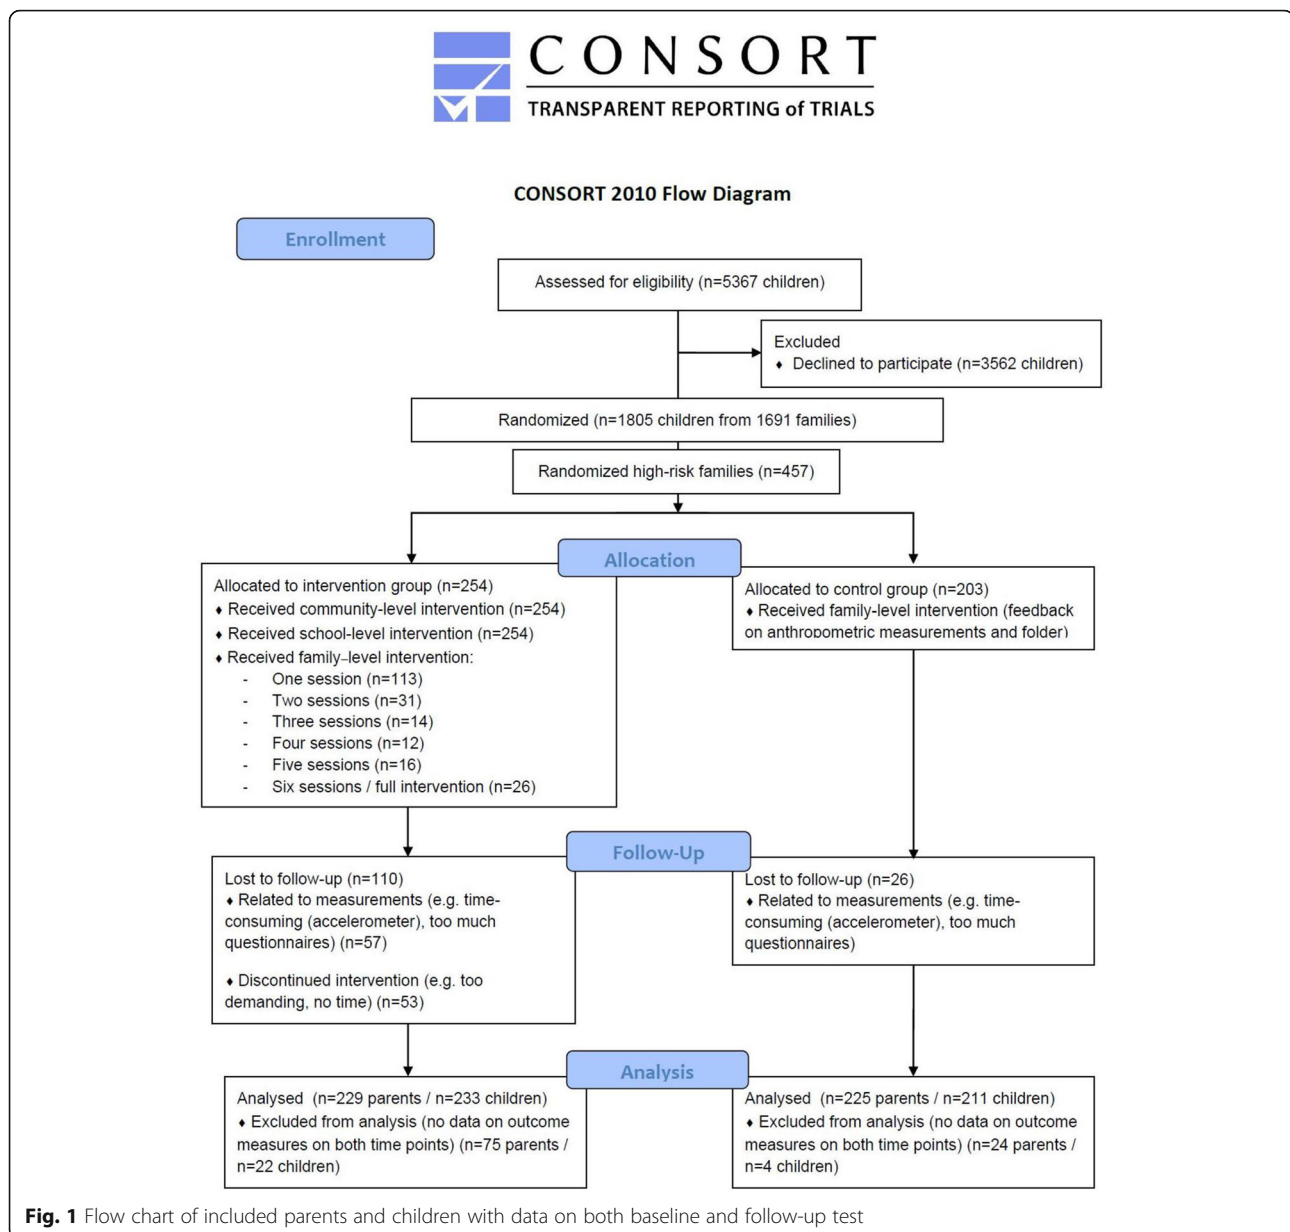 CONSORT
TRANSPARENT REPORTING of TRIALS
CONSORT 2010 Flow Diagram
Enrollment
Assessed for eligibility (n=5367 children)
Excluded
♦ Declined to participate (n=3562 children)
Randomized (n=1805 children from 1691 families)
Randomized high-risk families (n=457)
Allocation
Allocated to intervention group (n=254)
♦ Received community-level intervention (n=254)
♦ Received school-level intervention (n=254)
♦ Received family–level intervention:
- One session (n=113)
- Two sessions (n=31)
- Three sessions (n=14)
- Four sessions (n=12)
- Five sessions (n=16)
- Six sessions / full intervention (n=26)
Allocated to control group (n=203)
♦ Received family-level intervention (feedback
on anthropometric measurements and folder)
Follow-Up
Lost to follow-up (n=110)
♦ Related to measurements (e.g. time-
consuming (accelerometer), too much
questionnaires) (n=57)
♦ Discontinued intervention (e.g. too
demanding, no time) (n=53)
Lost to follow-up (n=26)
♦ Related to measurements (e.g. time-
consuming (accelerometer), too much
questionnaires)
Analysis
Analysed (n=229 parents / n=233 children)
♦ Excluded from analysis (no data on outcome
measures on both time points) (n=75 parents /
n=22 children)
Analysed (n=225 parents / n=211 children)
♦ Excluded from analysis (no data on outcome
measures on both time points) (n=24 parents /
n=4 children)
Fig. 1 Flow chart of included parents and children with data on both baseline and follow-up test